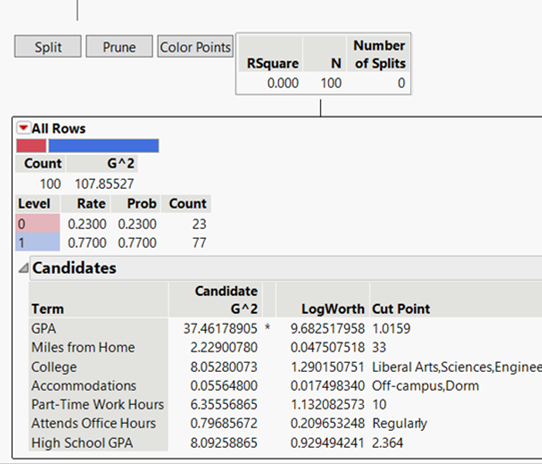 Split Prune Color Points
RSquare N Number of Splits
0.000 100 0
All Rows
Count G^2
100 107.85527
Level Rate Prob Count
0 0.2300 0.2300 23
1 0.7700 0.7700 77
Candidates
Term Candidate G^2 LogWorth Cut Point
GPA 37.46178905 * 9.682517958 1.0159
Miles from Home 2.22900780 0.047507518 33
College 8.05280073 1.290150751 Liberal Arts,Sciences,Enginee
Accommodations 0.05564800 0.017498340 Off-campus,Dorm
Part-Time Work Hours 6.35556865 1.132082573 10
Attends Office Hours 0.79685672 0.209653248 Regularly
High School GPA 8.09258865 0.929494241 2.364